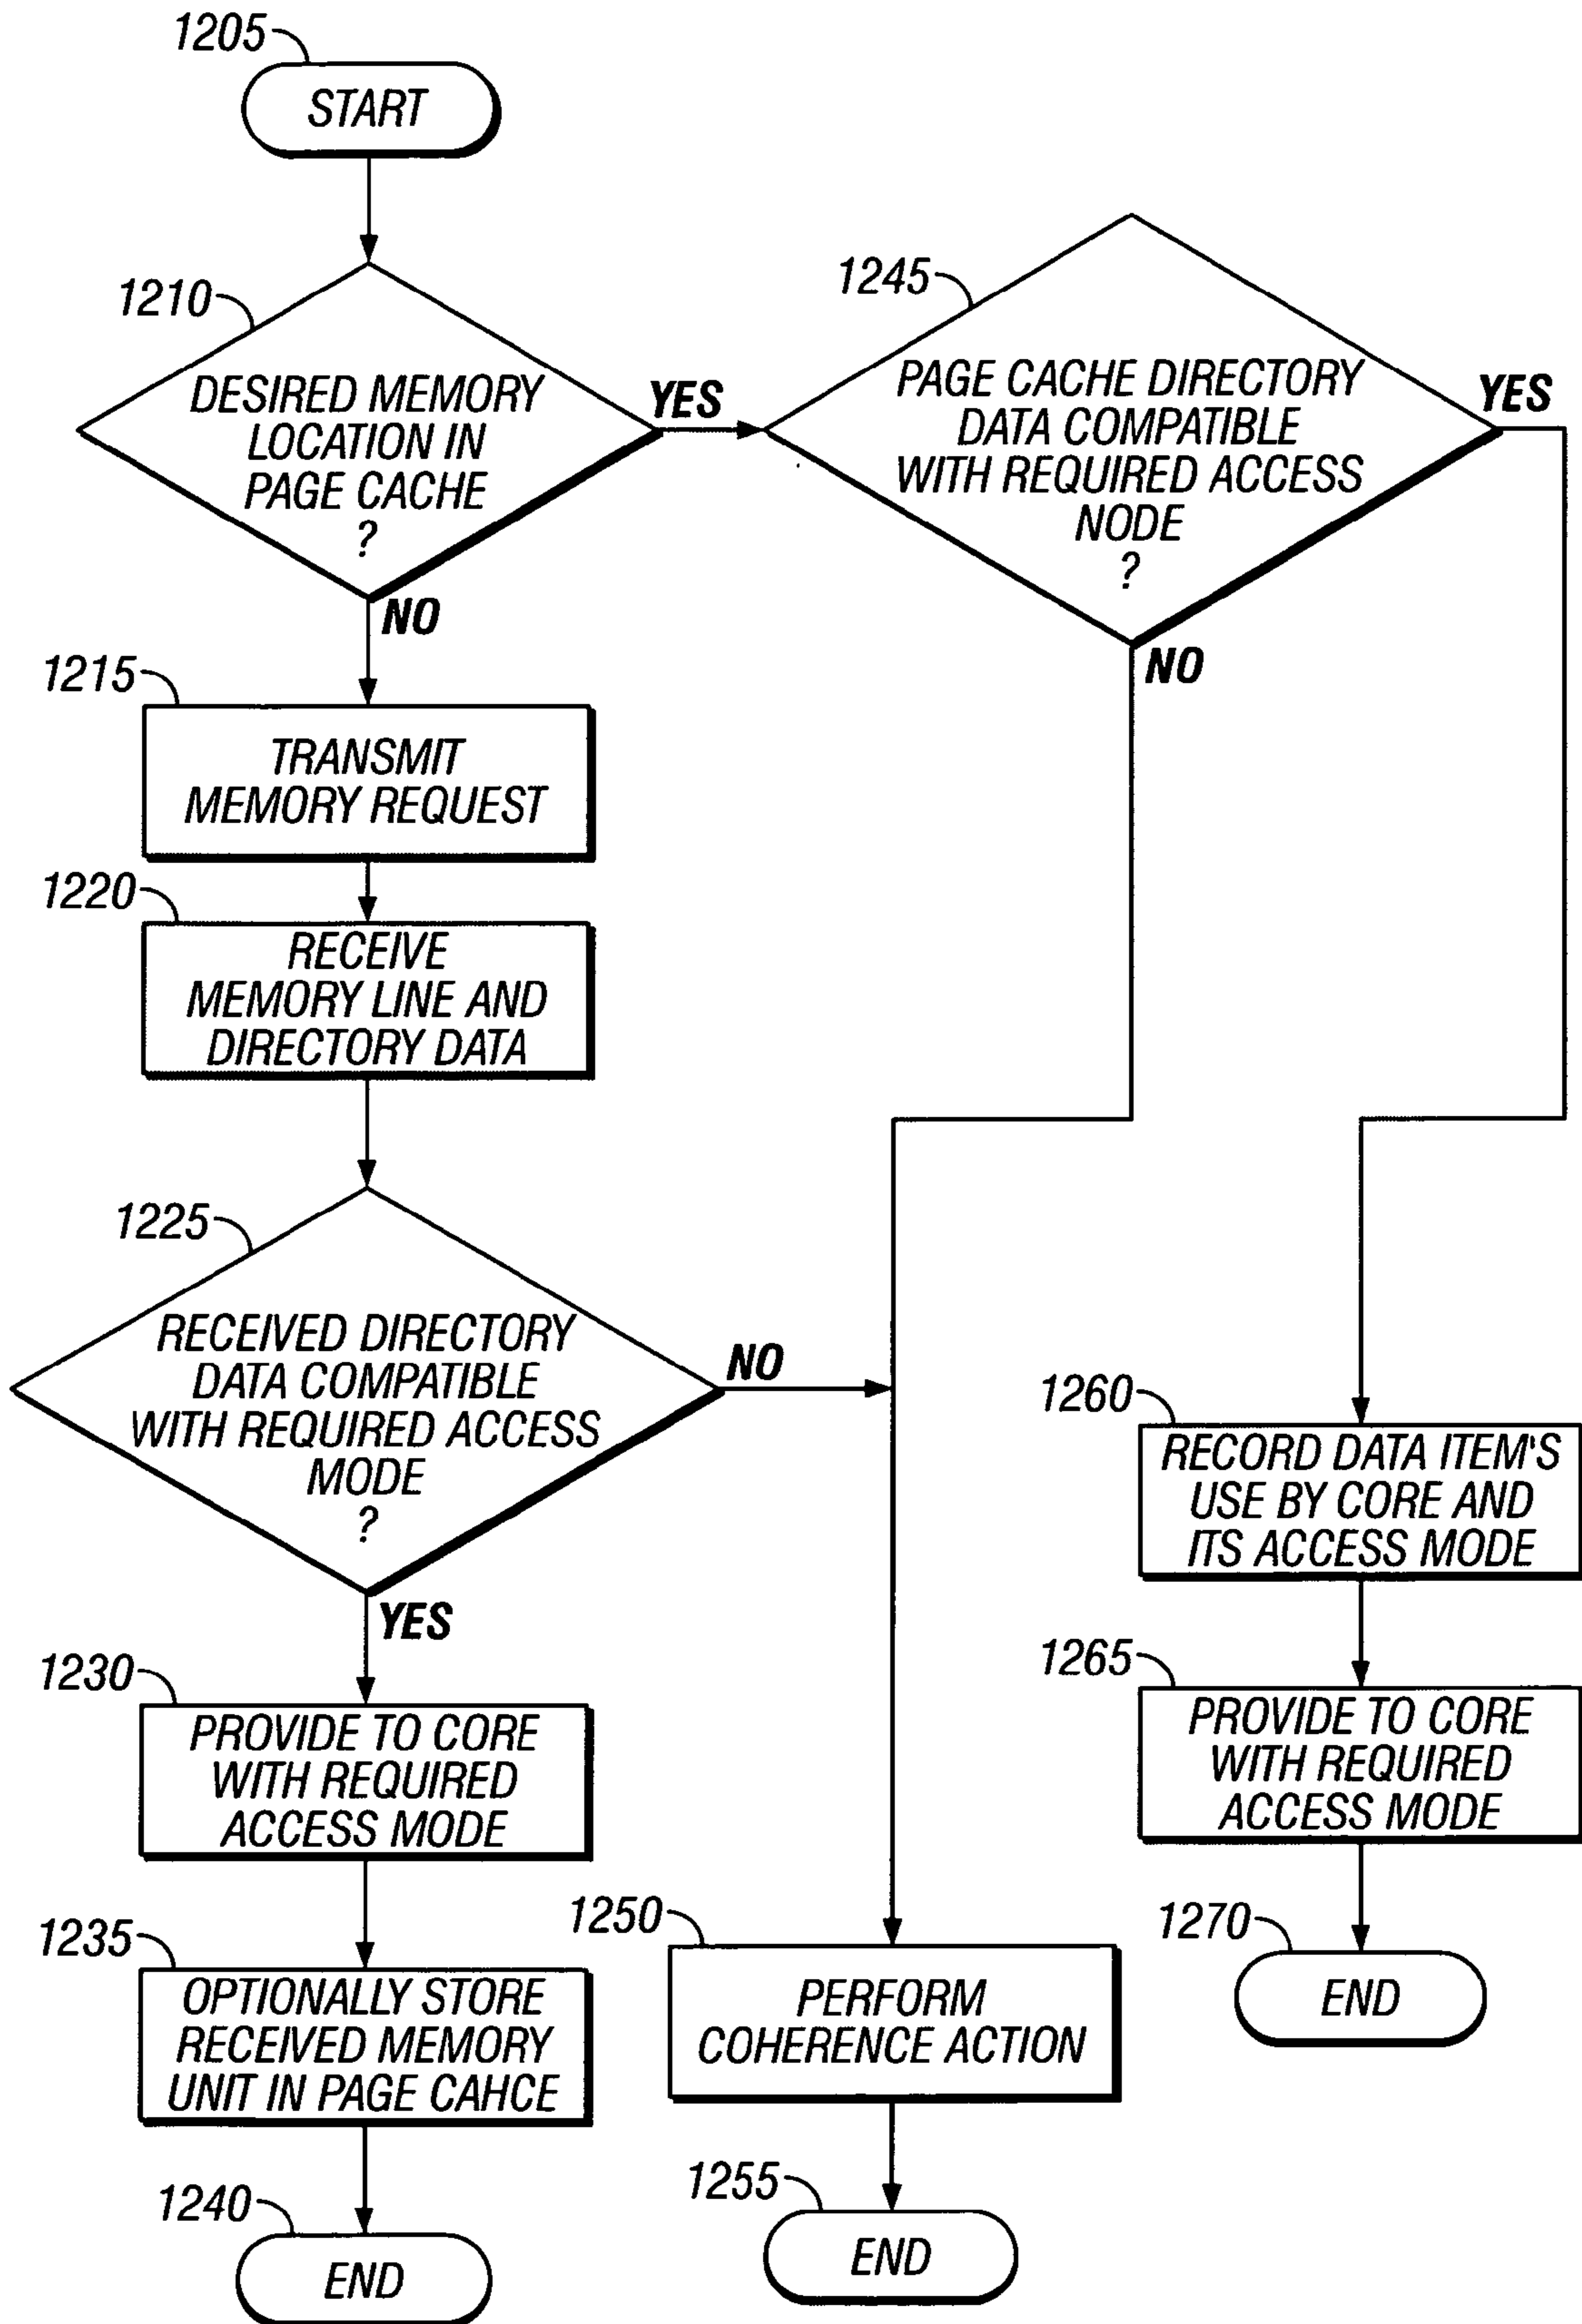 1205
START
1210
DESIRED MEMORY
LOCATION IN
PAGE CACHE
?
YES
NO
1245
PAGE CACHE DIRECTORY
DATA COMPATIBLE
WITH REQUIRED ACCESS
NODE
?
YES
NO
1215
TRANSMIT
MEMORY REQUEST
1220
RECEIVE
MEMORY LINE AND
DIRECTORY DATA
1225
RECEIVED DIRECTORY
DATA COMPATIBLE
WITH REQUIRED ACCESS
MODE
?
NO
YES
1230
PROVIDE TO CORE
WITH REQUIRED
ACCESS MODE
1235
OPTIONALLY STORE
RECEIVED MEMORY
UNIT IN PAGE CAHCE
1240
END
1250
PERFORM
COHERENCE ACTION
1255
END
1260
RECORD DATA ITEM'S
USE BY CORE AND
ITS ACCESS MODE
1265
PROVIDE TO CORE
WITH REQUIRED
ACCESS MODE
1270
END